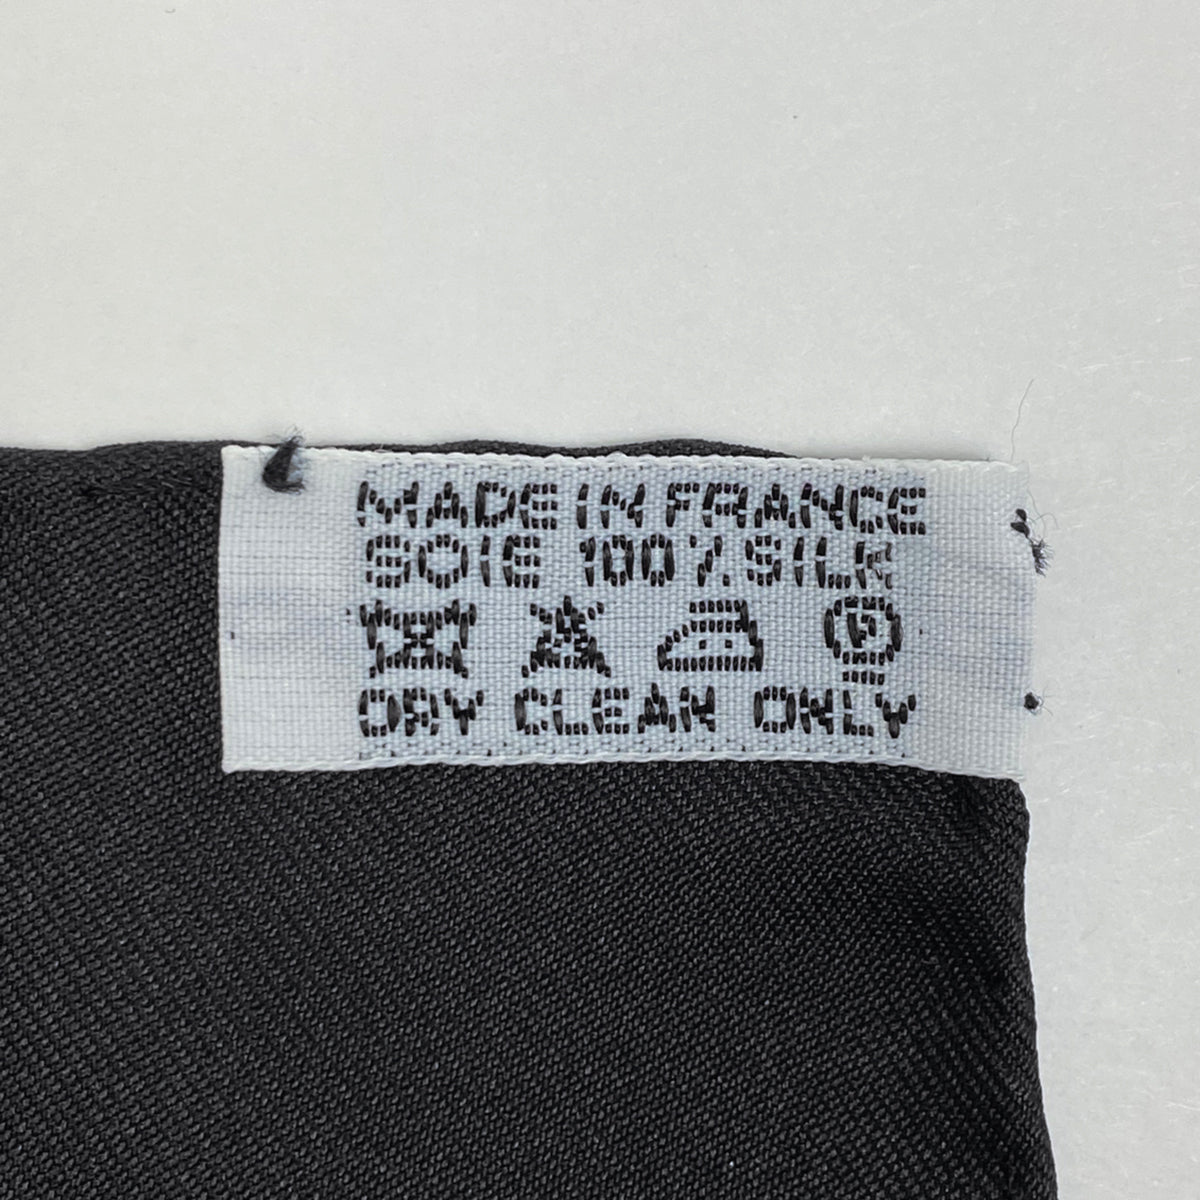 MADE IN FRANCE
SOIE 100% SILK
P
DRY CLEAN ONLY